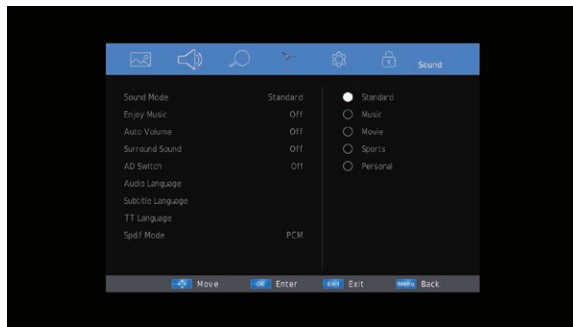 Sound
Sound Mode Standard
Enjoy Music Off
Auto Volume Off
Surround Sound Off
AD Switch Off
Audio Language
Subtitle Language
TT Language
Spdif Mode PCM
Standard
Music
Movie
Sports
Personal
OK Enter EXIT Exit MENU Back
Move